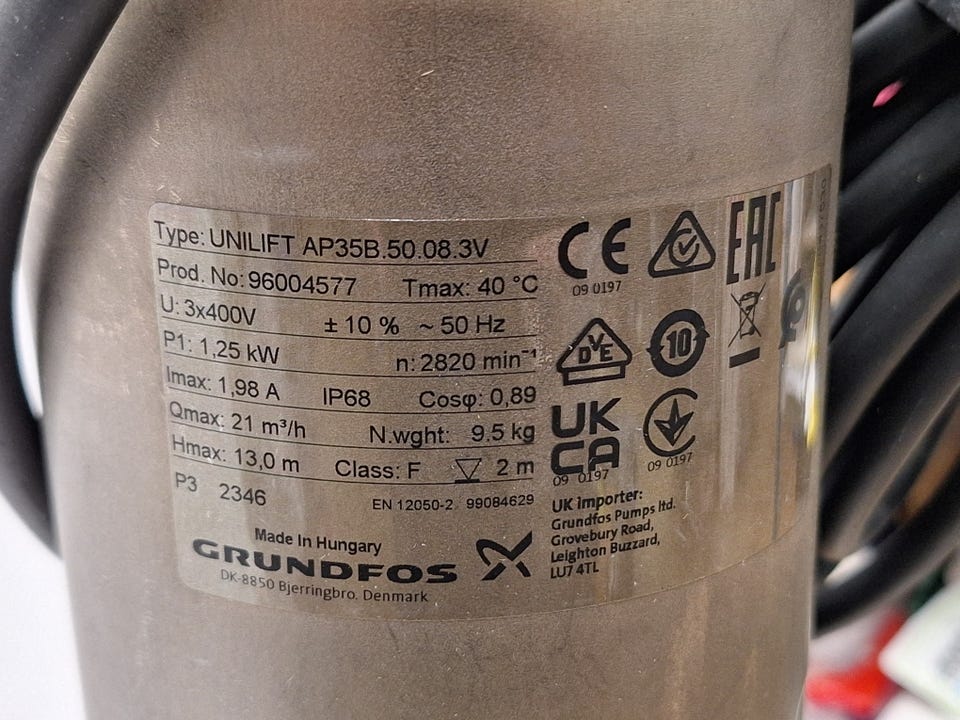 Type: UNILIFT AP35B.50.08.3V
Prod. No: 96004577 Tmax: 40 °C
U: 3x400V ± 10 % ~ 50 Hz
P1: 1,25 kW n: 2820 min⁻¹
Imax: 1,98 A IP68 Cosφ: 0,89
Qmax: 21 m³/h N.wght: 9.5 kg
Hmax: 13,0 m Class: F 2 m
P3 2346 EN 12050-2 99084629
Made In Hungary
GRUNDFOS
DK-8850 Bjerringbro. Denmark
CE
09 0197
EAC
DVE
10
UK
CA
09 0197
09 0197
UK importer:
Grundfos Pumps ltd.
Grovebury Road,
Leighton Buzzard,
LU7 4TL